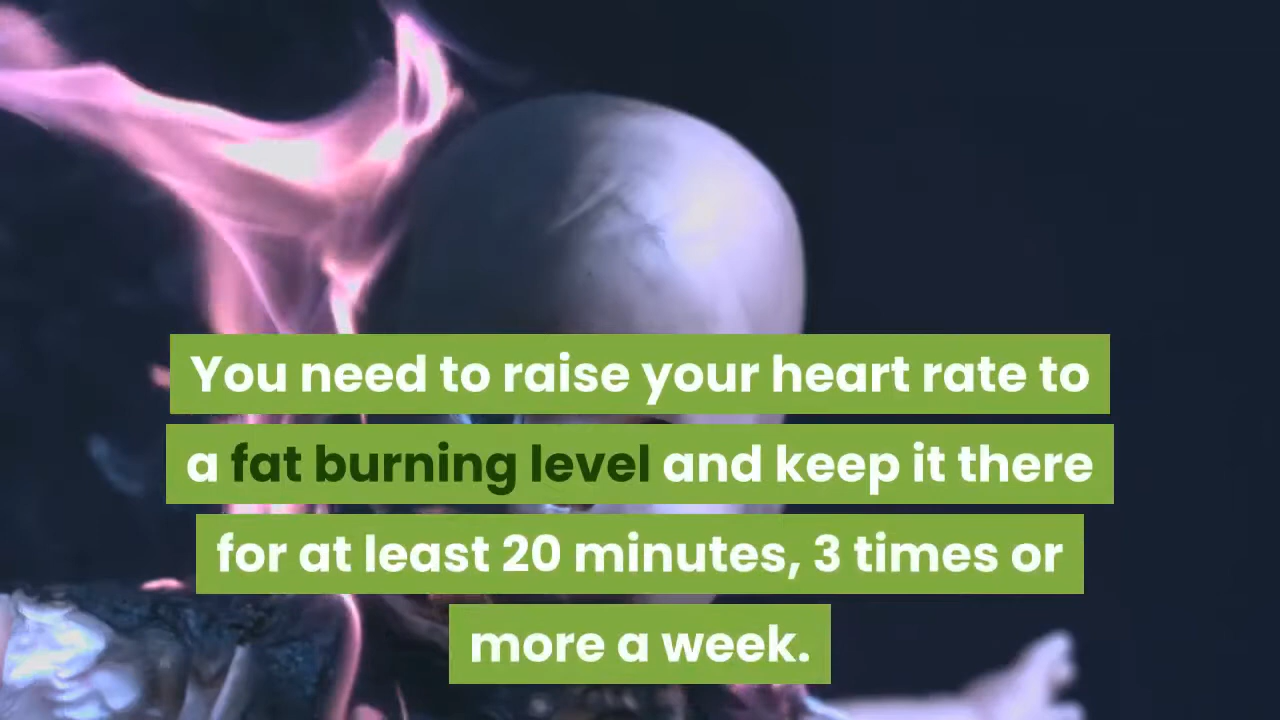 You need to raise your heart rate to
a fat burning level and keep it there
for at least 20 minutes, 3 times or
more a week.